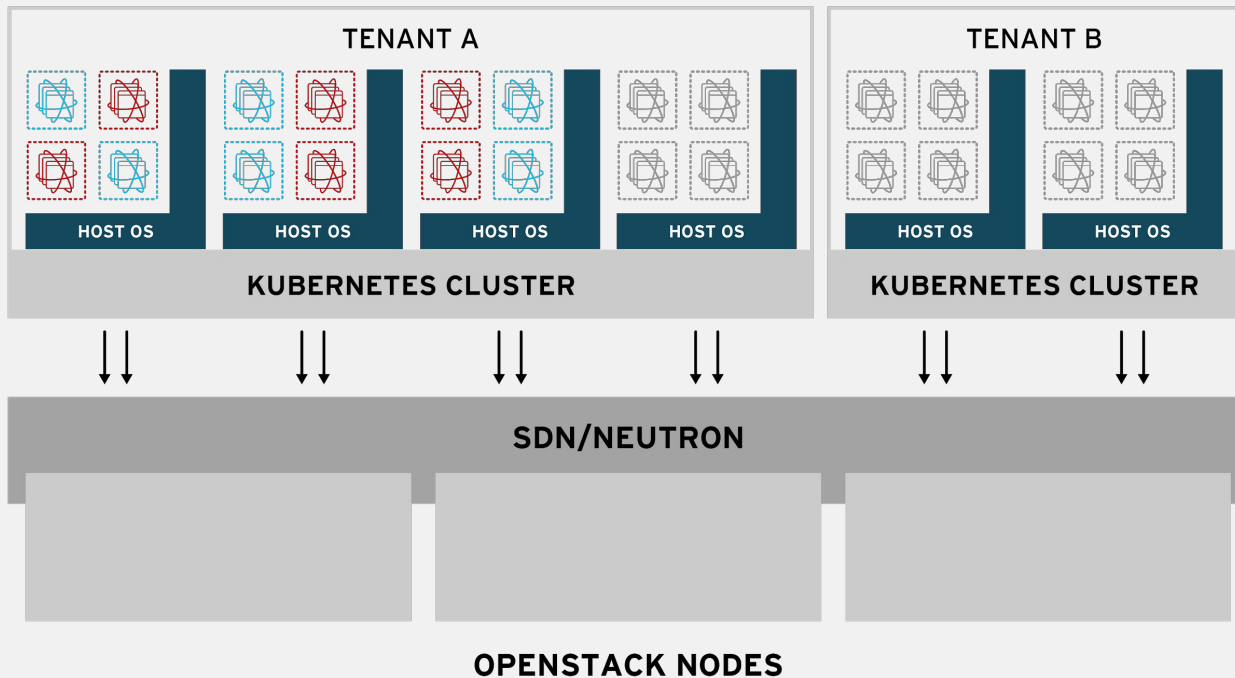 TENANT A
TENANT B
HOST OS
HOST OS
HOST OS
HOST OS
HOST OS
HOST OS
KUBERNETES CLUSTER
KUBERNETES CLUSTER
SDN/NEUTRON
OPENSTACK NODES